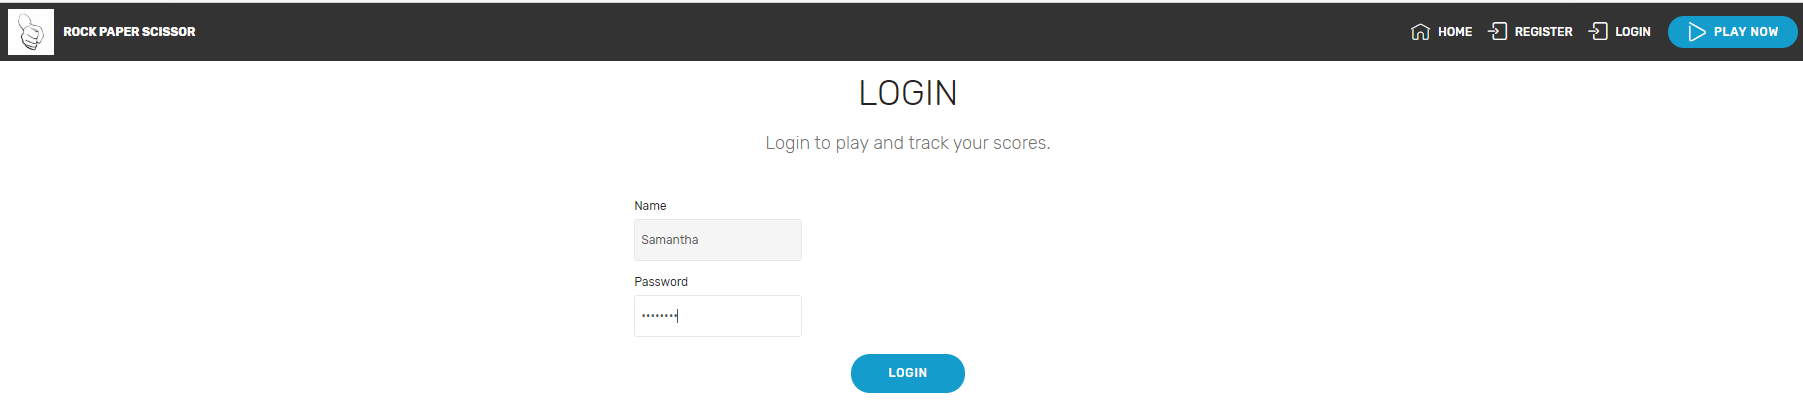 ROCK PAPER SCISSOR
HOME REGISTER LOGIN PLAY NOW
LOGIN
Login to play and track your scores.
Name
Samantha
Password
••••••••
LOGIN